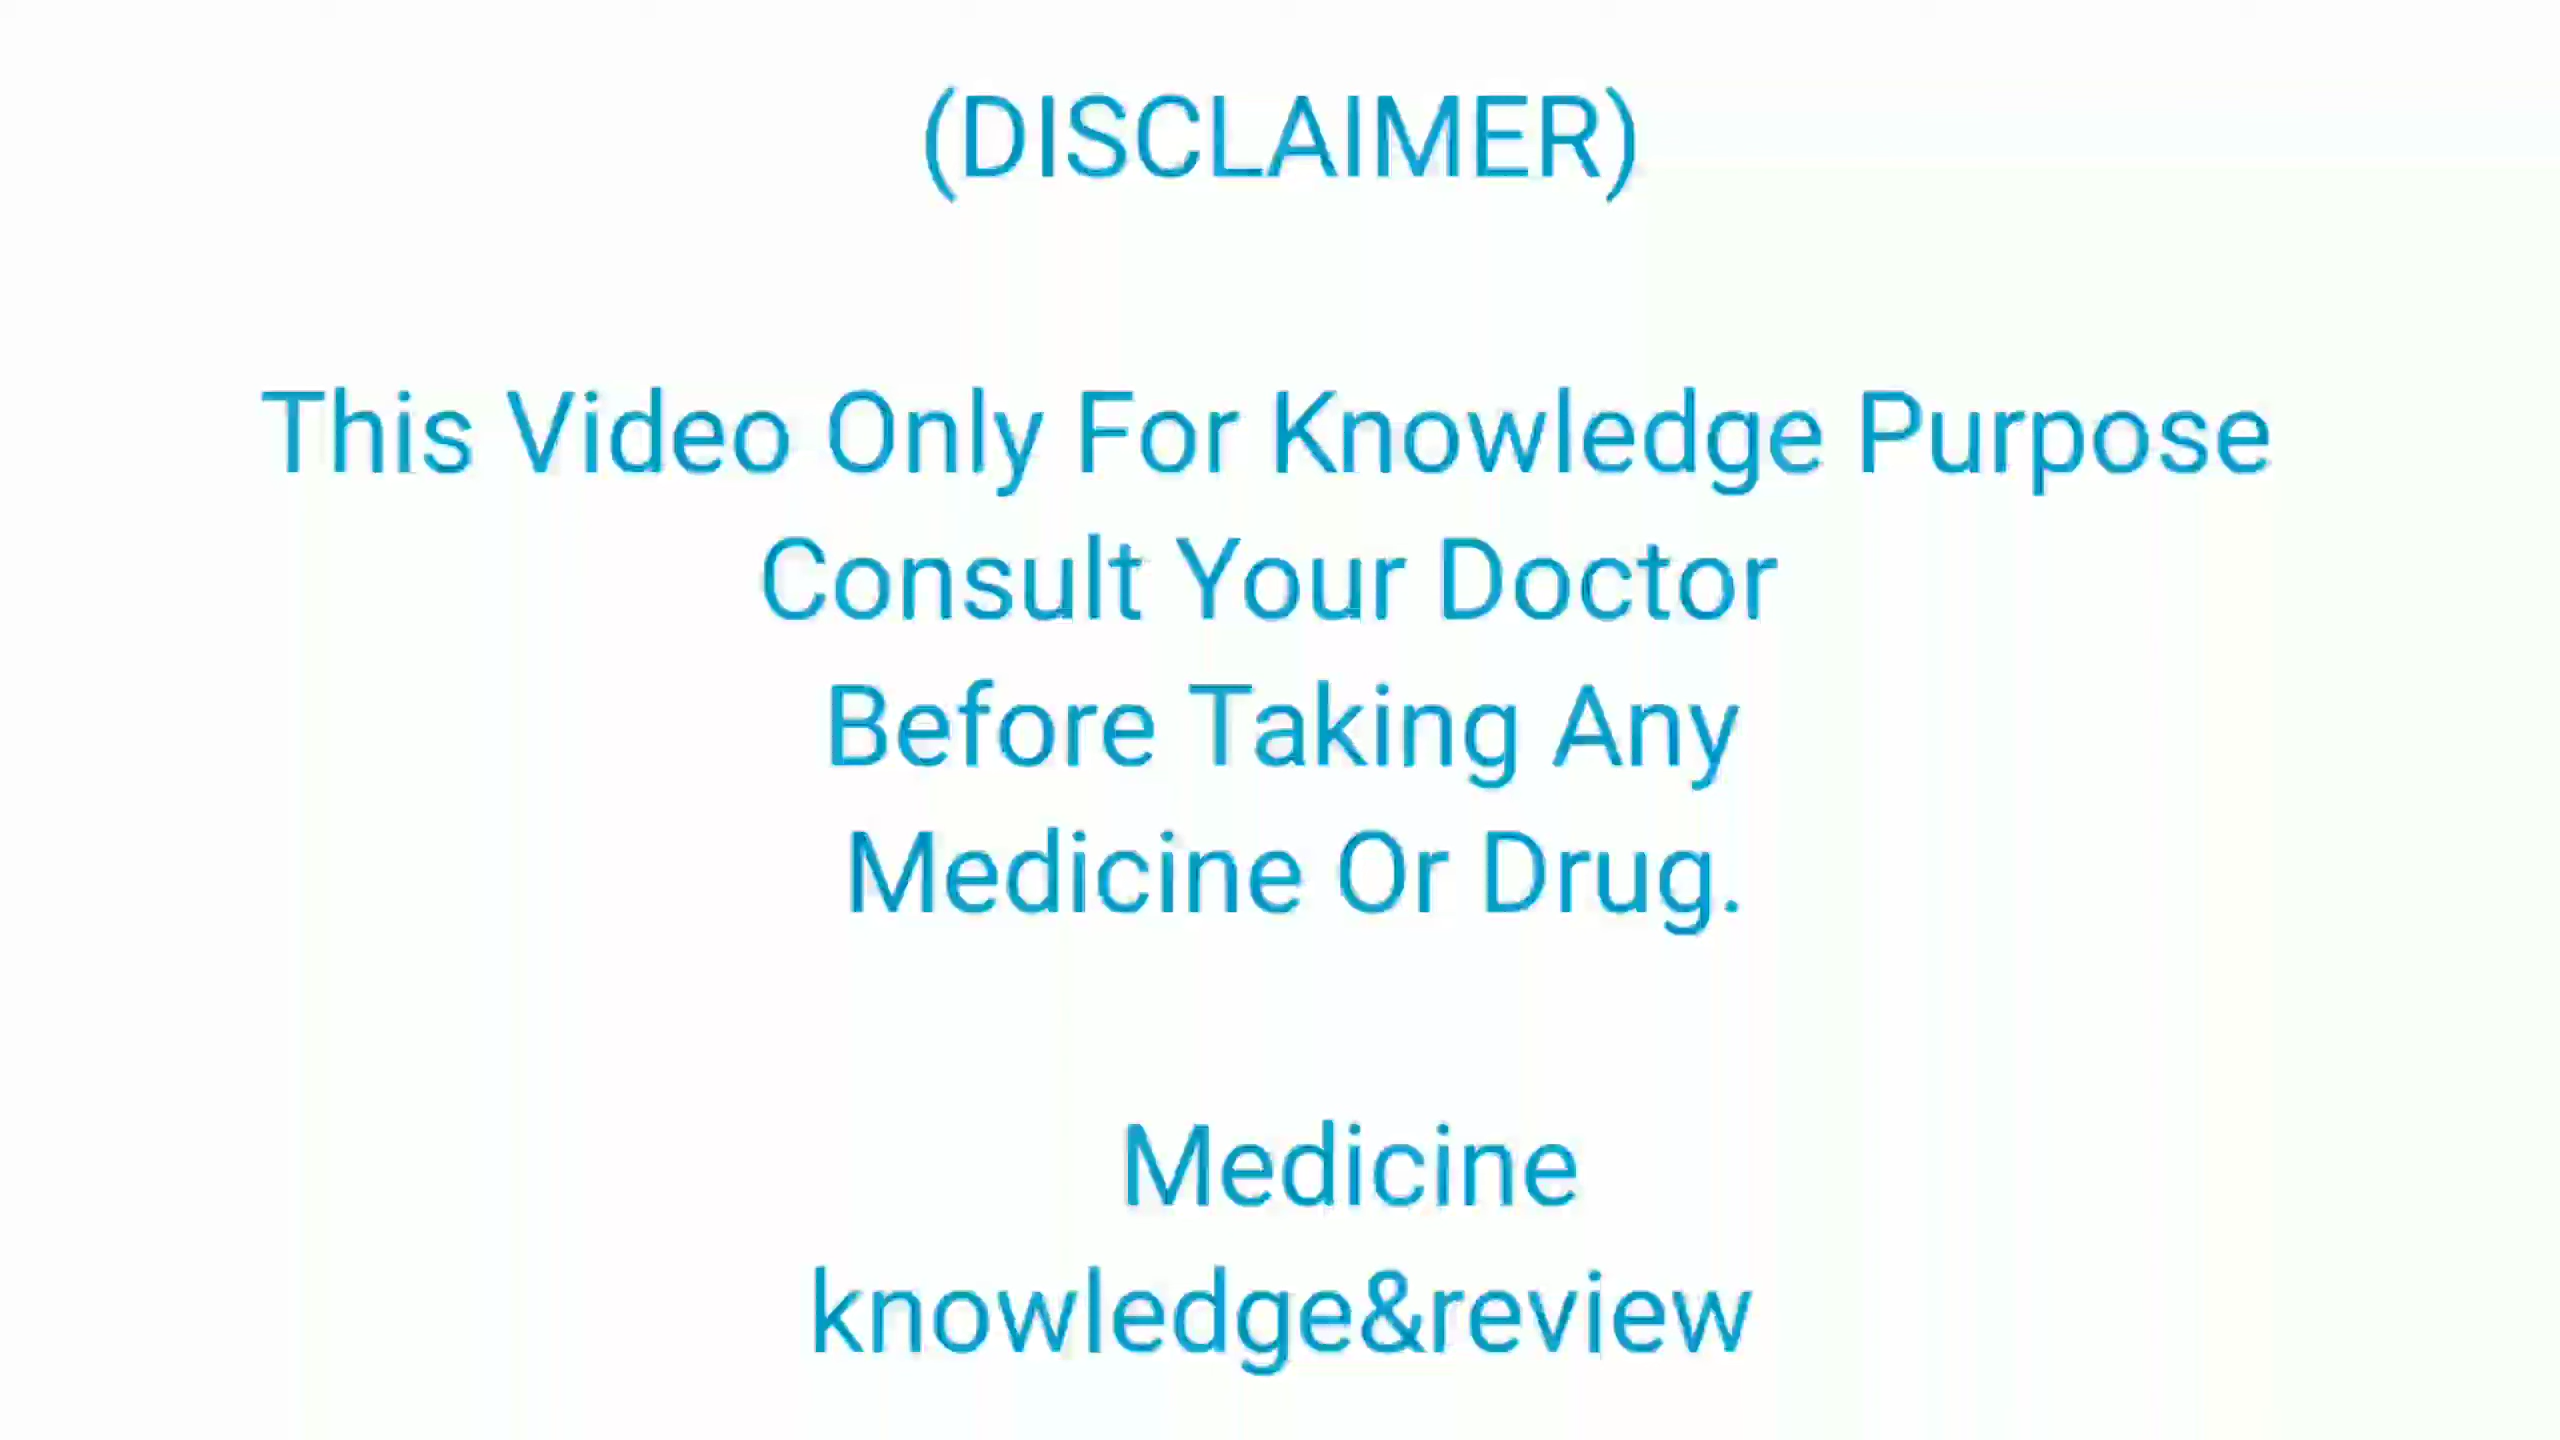 (DISCLAIMER)
This Video Only For Knowledge Purpose
Consult Your Doctor
Before Taking Any
Medicine Or Drug.
Medicine
knowledge&review